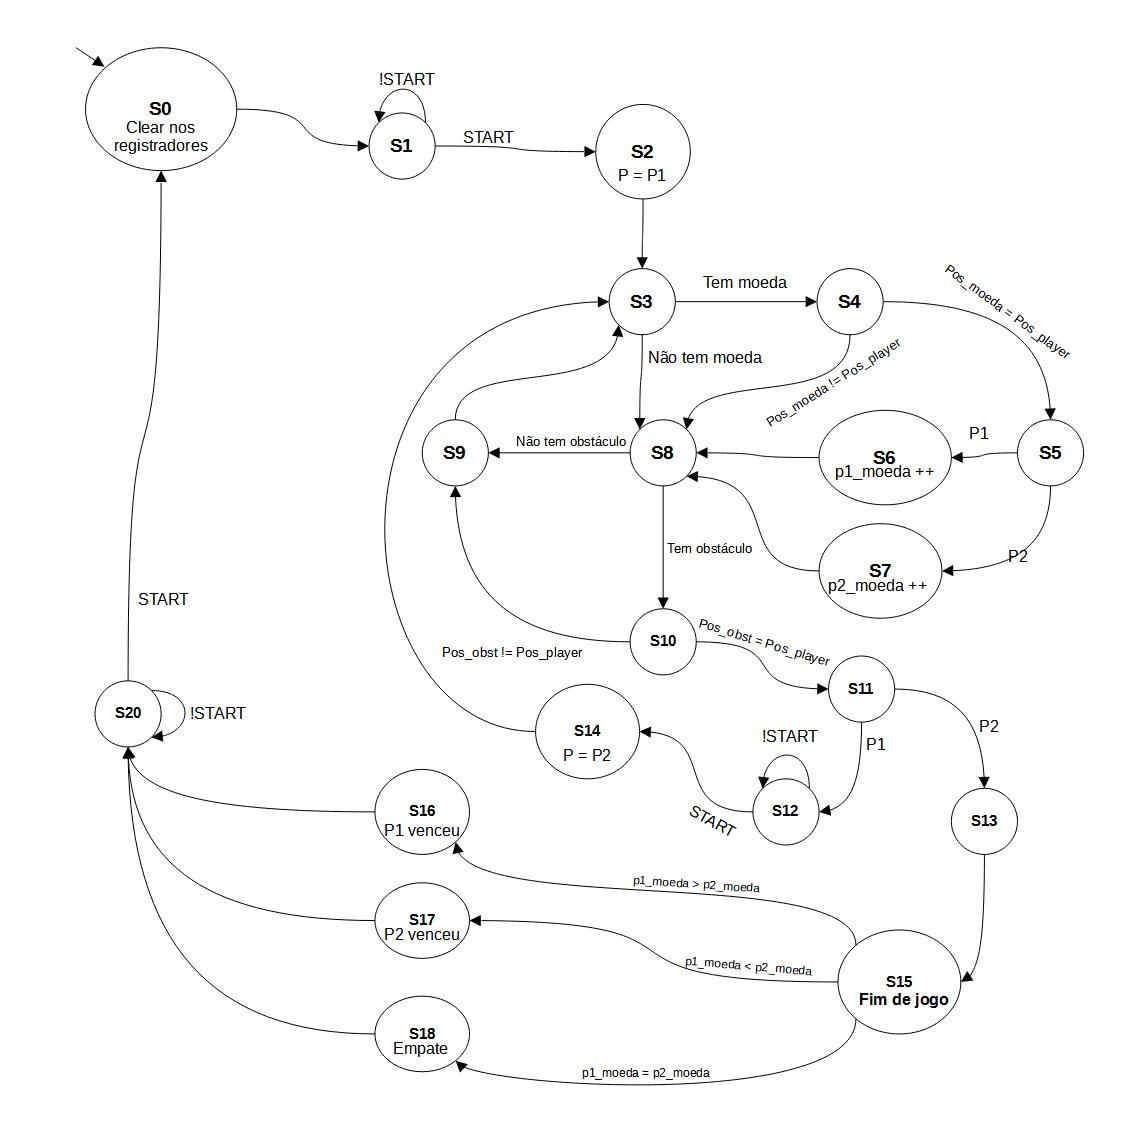 !START
S0
Clear nos
registradores
S1
START
S2
P = P1
S3
Tem moeda
S4
Pos_moeda = Pos_player
Não tem moeda
Pos_moeda != Pos_player
S9
Não tem obstáculo
S8
S6
p1_moeda ++
P1
S5
Tem obstáculo
S7
p2_moeda ++
P2
START
S10
Pos_obst = Pos_player
Pos_obst != Pos_player
S11
S20
!START
S14
P = P2
!START
P1
P2
S16
P1 venceu
START
S12
S13
p1_moeda > p2_moeda
S17
P2 venceu
p1_moeda < p2_moeda
S15
Fim de jogo
S18
Empate
p1_moeda = p2_moeda